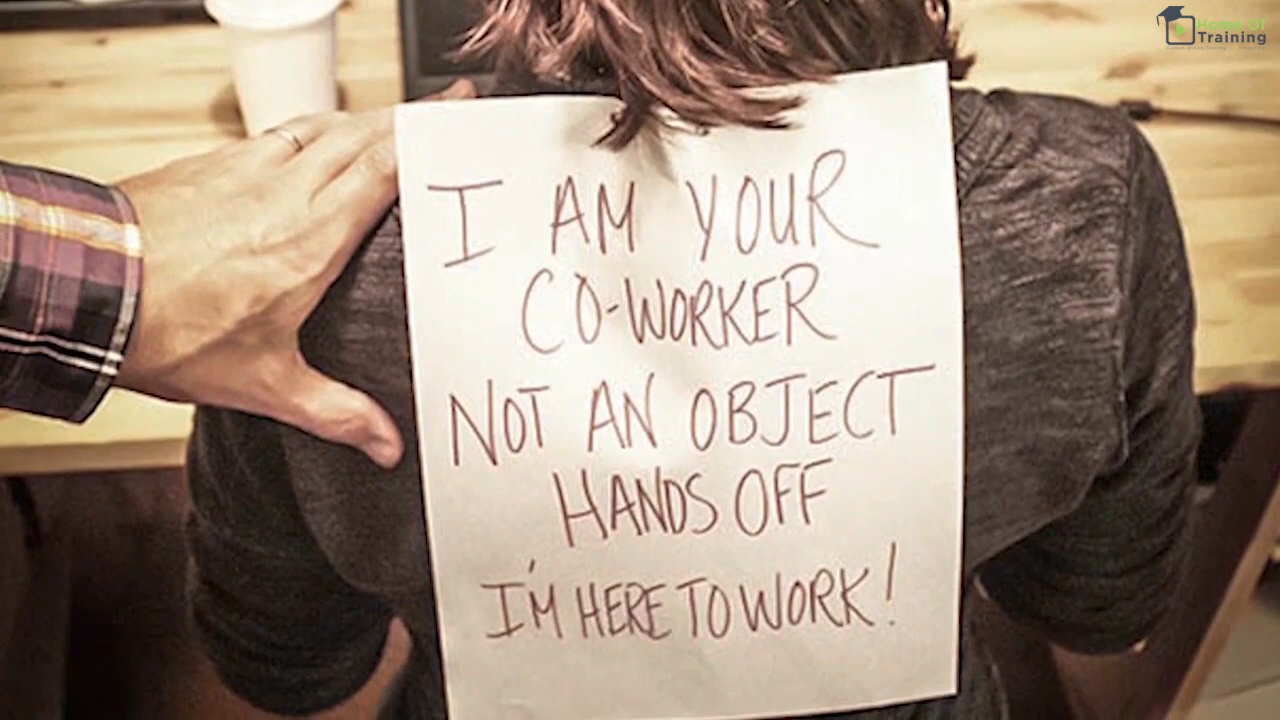 Home Of
Training
I AM YOUR
CO-WORKER
NOT AN OBJECT
HANDS OFF
I'M HERE TO WORK!